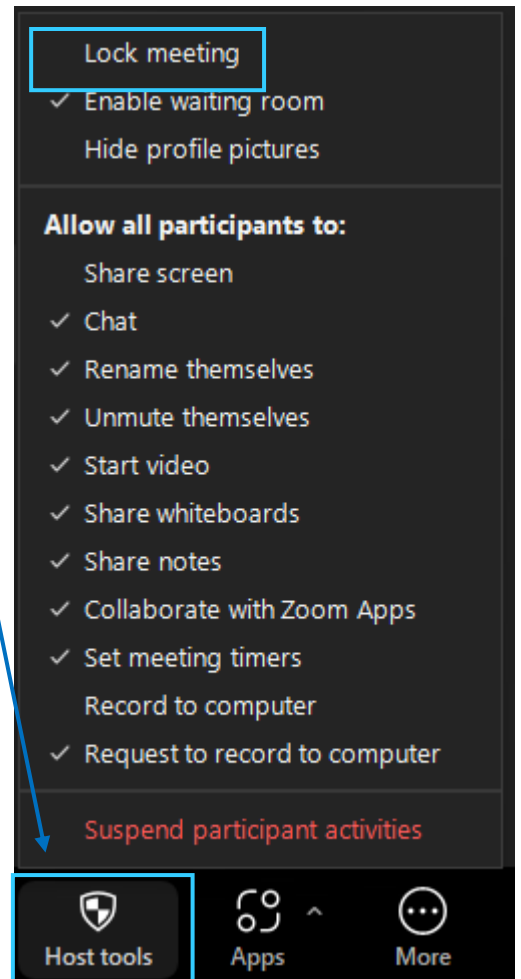 Lock meeting
✓ Enable waiting room
Hide profile pictures
Allow all participants to:
Share screen
✓ Chat
✓ Rename themselves
✓ Unmute themselves
✓ Start video
✓ Share whiteboards
✓ Share notes
✓ Collaborate with Zoom Apps
✓ Set meeting timers
Record to computer
✓ Request to record to computer
Suspend participant activities
Host tools Apps More